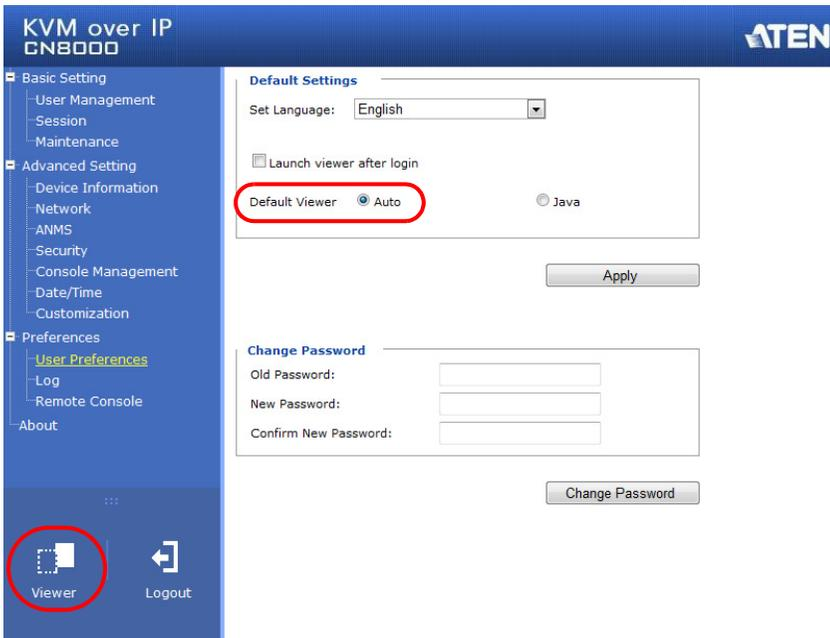 KVM over IP
CN8000
ATEN
Basic Setting
User Management
Session
Maintenance
Advanced Setting
Device Information
Network
ANMS
Security
Console Management
Date/Time
Customization
Preferences
User Preferences
Log
Remote Console
About
Viewer
Logout
Default Settings
Set Language: English
Launch viewer after login
Default Viewer Auto Java
Apply
Change Password
Old Password:
New Password:
Confirm New Password:
Change Password